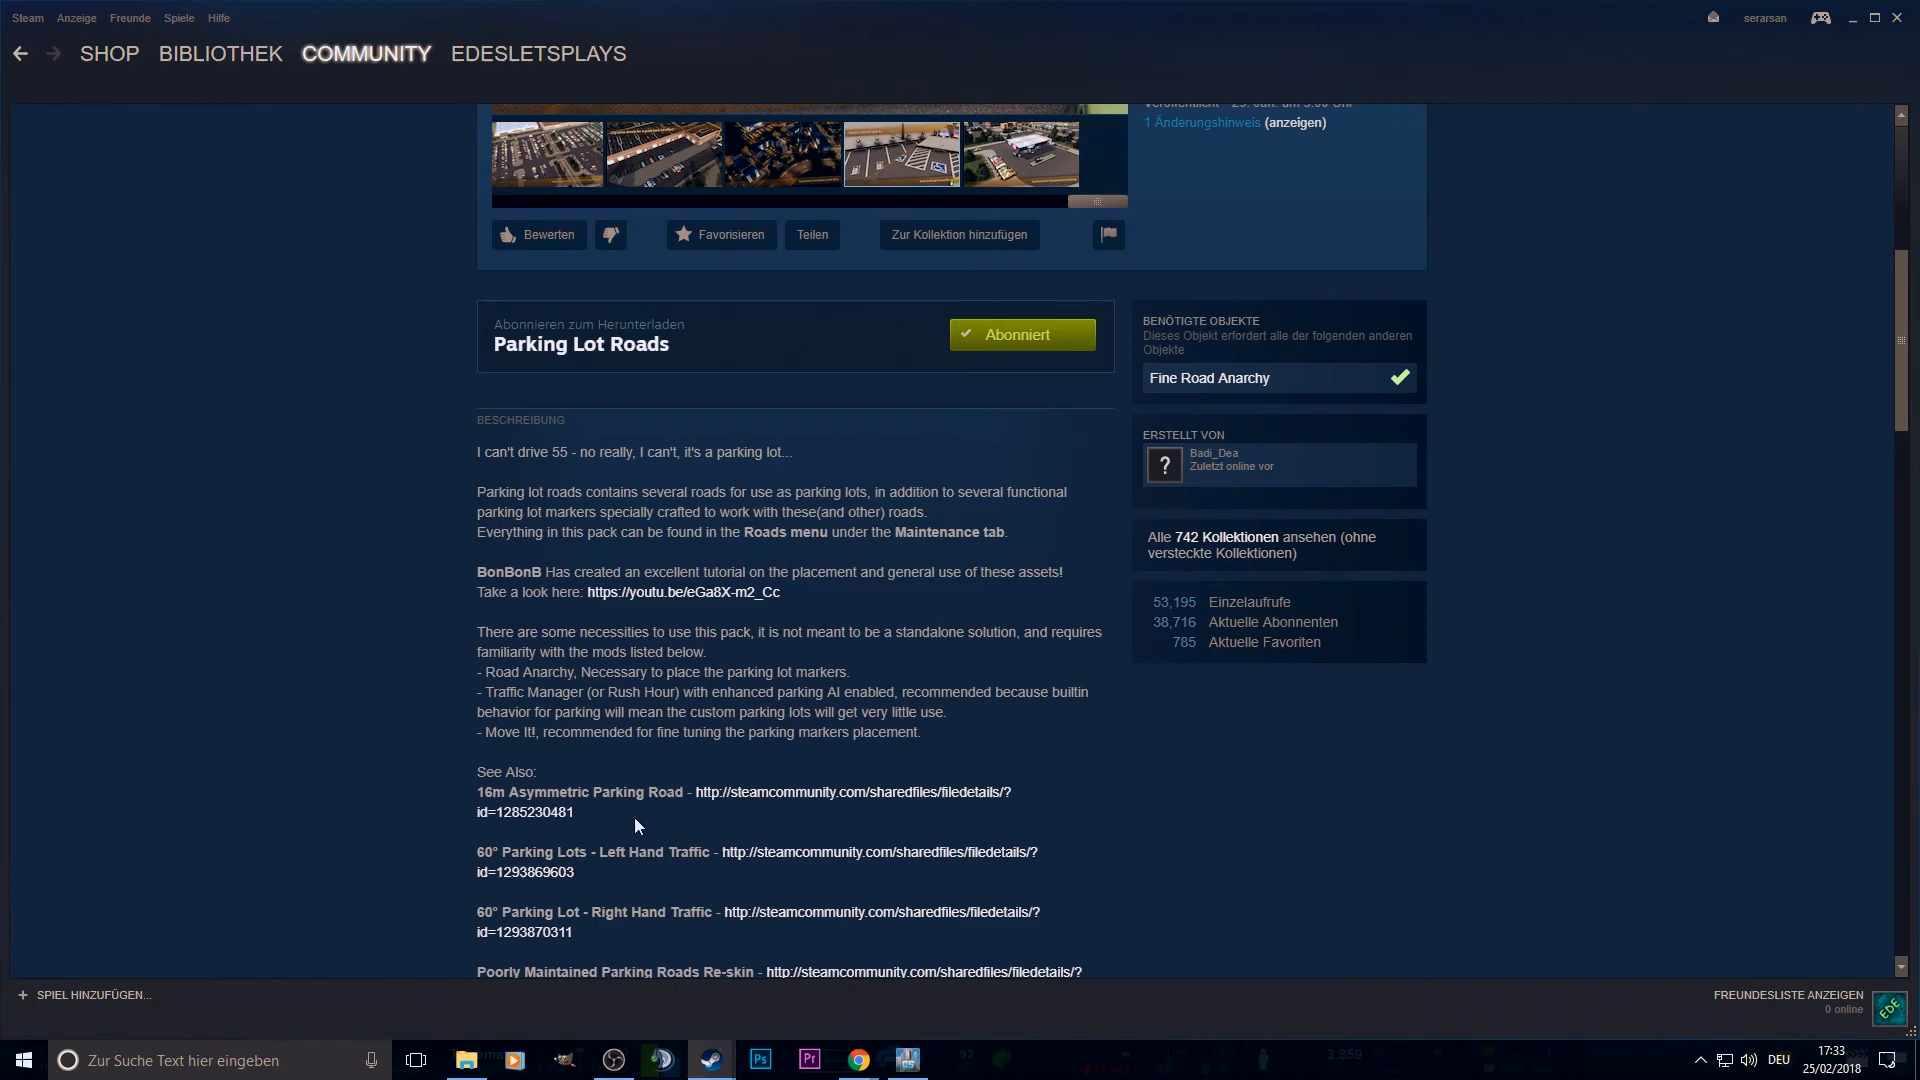 Steam Anzeige Freunde Spiele Hilfe
serarsan
SHOP BIBLIOTHEK COMMUNITY EDESLETSPLAYS
1 Änderungshinweis (anzeigen)
Bewerten
Favorisieren
Teilen
Zur Kollektion hinzufügen
Abonnieren zum Herunterladen
Parking Lot Roads
Abonniert
BESCHREIBUNG
I can't drive 55 - no really, I can't, it's a parking lot...
Parking lot roads contains several roads for use as parking lots, in addition to several functional
parking lot markers specially crafted to work with these(and other) roads.
Everything in this pack can be found in the Roads menu under the Maintenance tab.
BonBonB Has created an excellent tutorial on the placement and general use of these assets!
Take a look here: https://youtu.be/eGa8X-m2_Cc
There are some necessities to use this pack, it is not meant to be a standalone solution, and requires
familiarity with the mods listed below.
- Road Anarchy, Necessary to place the parking lot markers.
- Traffic Manager (or Rush Hour) with enhanced parking AI enabled, recommended because builtin
behavior for parking will mean the custom parking lots will get very little use.
- Move It!, recommended for fine tuning the parking markers placement.
See Also:
16m Asymmetric Parking Road - http://steamcommunity.com/sharedfiles/filedetails/?
id=1285230481
60° Parking Lots - Left Hand Traffic - http://steamcommunity.com/sharedfiles/filedetails/?
id=1293869603
60° Parking Lot - Right Hand Traffic - http://steamcommunity.com/sharedfiles/filedetails/?
id=1293870311
Poorly Maintained Parking Roads Re-skin - http://steamcommunity.com/sharedfiles/filedetails/?
BENÖTIGTE OBJEKTE
Dieses Objekt erfordert alle der folgenden anderen
Objekte
Fine Road Anarchy
ERSTELLT VON
?
Badi_Dea
Zuletzt online vor
Alle 742 Kollektionen ansehen (ohne
versteckte Kollektionen)
53,195 Einzelaufrufe
38,716 Aktuelle Abonnenten
785 Aktuelle Favoriten
+ SPIEL HINZUFÜGEN...
FREUNDESLISTE ANZEIGEN
0 online
EDE
Zur Suche Text hier eingeben
Ps
Pr
93
3,859
DEU
17:33
25/02/2018